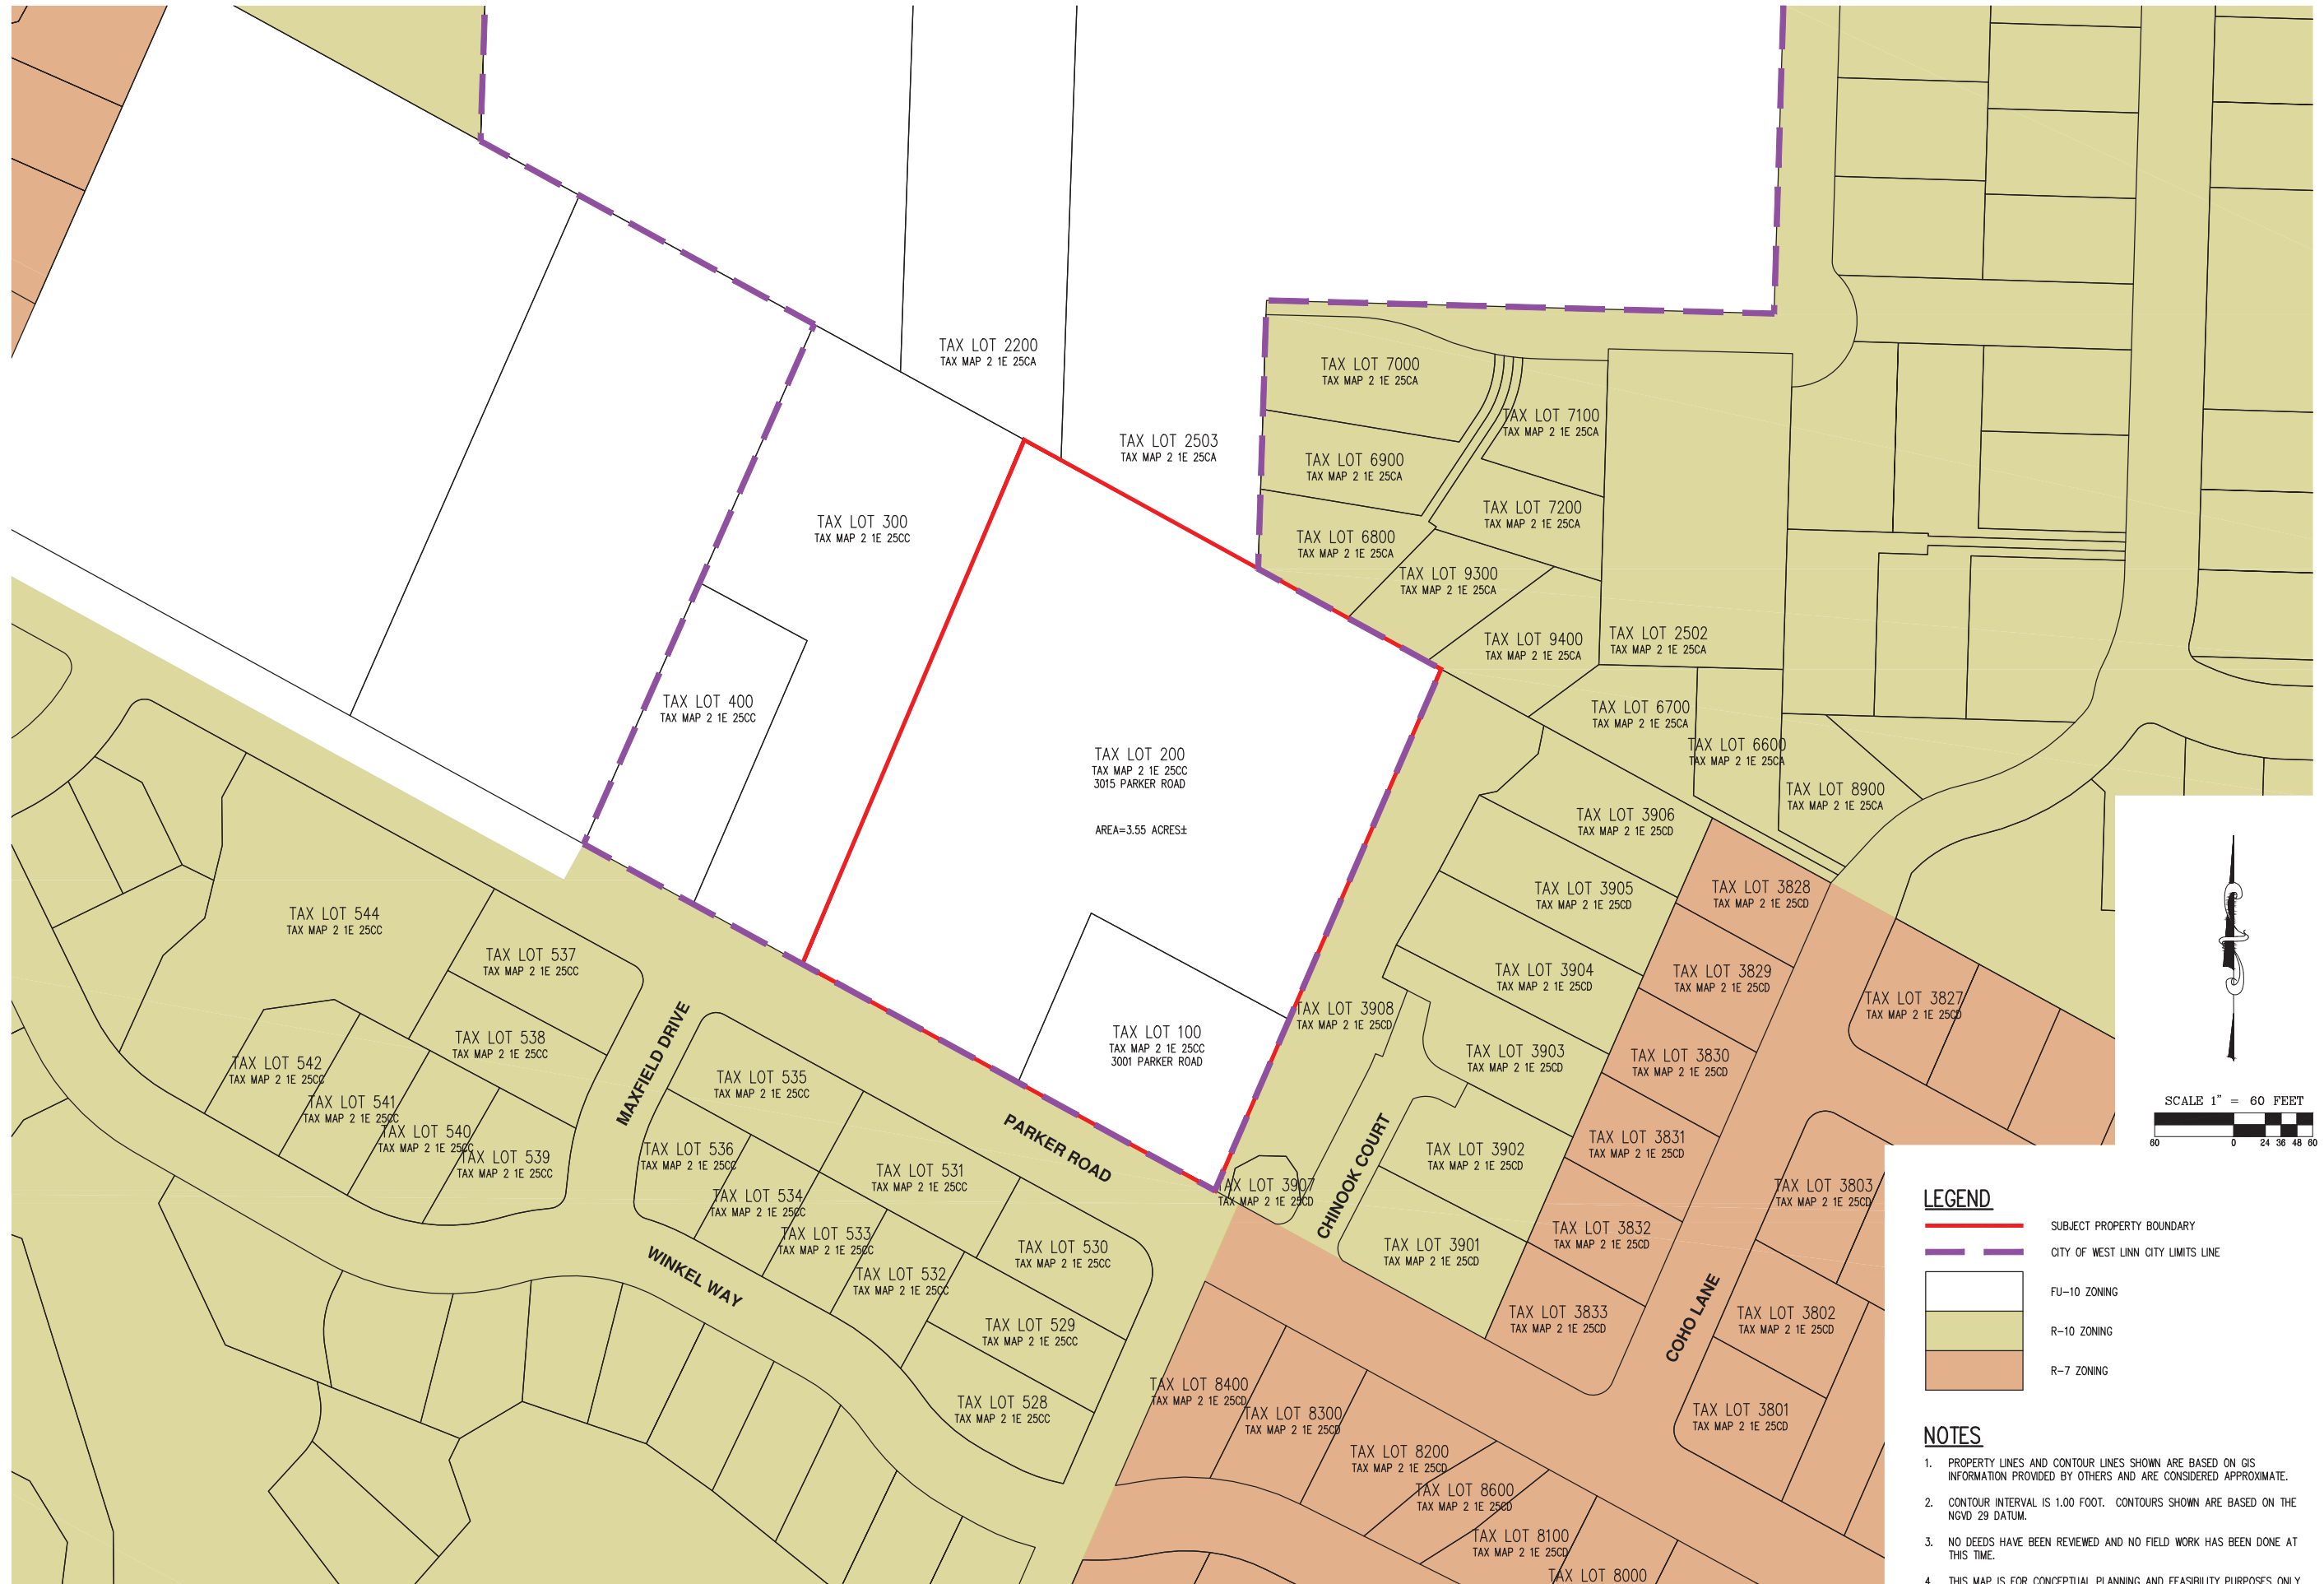 TAX LOT 2200
TAX MAP 2 1E 25CA
TAX LOT 2503
TAX MAP 2 1E 25CA
TAX LOT 7000
TAX MAP 2 1E 25CA
TAX LOT 7100
TAX MAP 2 1E 25CA
TAX LOT 6900
TAX MAP 2 1E 25CA
TAX LOT 7200
TAX MAP 2 1E 25CA
TAX LOT 6800
TAX MAP 2 1E 25CA
TAX LOT 9300
TAX MAP 2 1E 25CA
TAX LOT 9400
TAX MAP 2 1E 25CA
TAX LOT 2502
TAX MAP 2 1E 25CA
TAX LOT 6700
TAX MAP 2 1E 25CA
TAX LOT 6600
TAX MAP 2 1E 25CA
TAX LOT 8900
TAX MAP 2 1E 25CA
TAX LOT 300
TAX MAP 2 1E 25CC
TAX LOT 400
TAX MAP 2 1E 25CC
TAX LOT 200
TAX MAP 2 1E 25CC
3015 PARKER ROAD
AREA=3.55 ACRES±
TAX LOT 100
TAX MAP 2 1E 25CC
3001 PARKER ROAD
TAX LOT 3906
TAX MAP 2 1E 25CD
TAX LOT 3905
TAX MAP 2 1E 25CD
TAX LOT 3904
TAX MAP 2 1E 25CD
TAX LOT 3908
TAX MAP 2 1E 25CD
TAX LOT 3903
TAX MAP 2 1E 25CD
TAX LOT 3902
TAX MAP 2 1E 25CD
TAX LOT 3907
TAX MAP 2 1E 25CD
TAX LOT 3901
TAX MAP 2 1E 25CD
CHINOOK COURT
TAX LOT 3828
TAX MAP 2 1E 25CD
TAX LOT 3829
TAX MAP 2 1E 25CD
TAX LOT 3830
TAX MAP 2 1E 25CD
TAX LOT 3831
TAX MAP 2 1E 25CD
TAX LOT 3832
TAX MAP 2 1E 25CD
TAX LOT 3833
TAX MAP 2 1E 25CD
TAX LOT 3827
TAX MAP 2 1E 25CD
TAX LOT 3803
TAX MAP 2 1E 25CD
TAX LOT 3802
TAX MAP 2 1E 25CD
TAX LOT 3801
TAX MAP 2 1E 25CD
COHO LANE
TAX LOT 544
TAX MAP 2 1E 25CC
TAX LOT 537
TAX MAP 2 1E 25CC
TAX LOT 538
TAX MAP 2 1E 25CC
TAX LOT 542
TAX MAP 2 1E 25CC
TAX LOT 541
TAX MAP 2 1E 25CC
TAX LOT 540
TAX MAP 2 1E 25CC
TAX LOT 539
TAX MAP 2 1E 25CC
MAXFIELD DRIVE
PARKER ROAD
WINKEL WAY
TAX LOT 535
TAX MAP 2 1E 25CC
TAX LOT 536
TAX MAP 2 1E 25CC
TAX LOT 534
TAX MAP 2 1E 25CC
TAX LOT 531
TAX MAP 2 1E 25CC
TAX LOT 533
TAX MAP 2 1E 25CC
TAX LOT 532
TAX MAP 2 1E 25CC
TAX LOT 530
TAX MAP 2 1E 25CC
TAX LOT 529
TAX MAP 2 1E 25CC
TAX LOT 528
TAX MAP 2 1E 25CC
TAX LOT 8400
TAX MAP 2 1E 25CD
TAX LOT 8300
TAX MAP 2 1E 25CD
TAX LOT 8200
TAX MAP 2 1E 25CD
TAX LOT 8600
TAX MAP 2 1E 25CD
TAX LOT 8100
TAX MAP 2 1E 25CD
TAX LOT 8000
SCALE 1" = 60 FEET
60 0 24 36 48 60
LEGEND
SUBJECT PROPERTY BOUNDARY
CITY OF WEST LINN CITY LIMITS LINE
FU-10 ZONING
R-10 ZONING
R-7 ZONING
NOTES
1. PROPERTY LINES AND CONTOUR LINES SHOWN ARE BASED ON GIS
INFORMATION PROVIDED BY OTHERS AND ARE CONSIDERED APPROXIMATE.
2. CONTOUR INTERVAL IS 1.00 FOOT. CONTOURS SHOWN ARE BASED ON THE
NGVD 29 DATUM.
3. NO DEEDS HAVE BEEN REVIEWED AND NO FIELD WORK HAS BEEN DONE AT
THIS TIME.
4. THIS MAP IS FOR CONCEPTUAL PLANNING AND FEASIBILITY PURPOSES ONLY